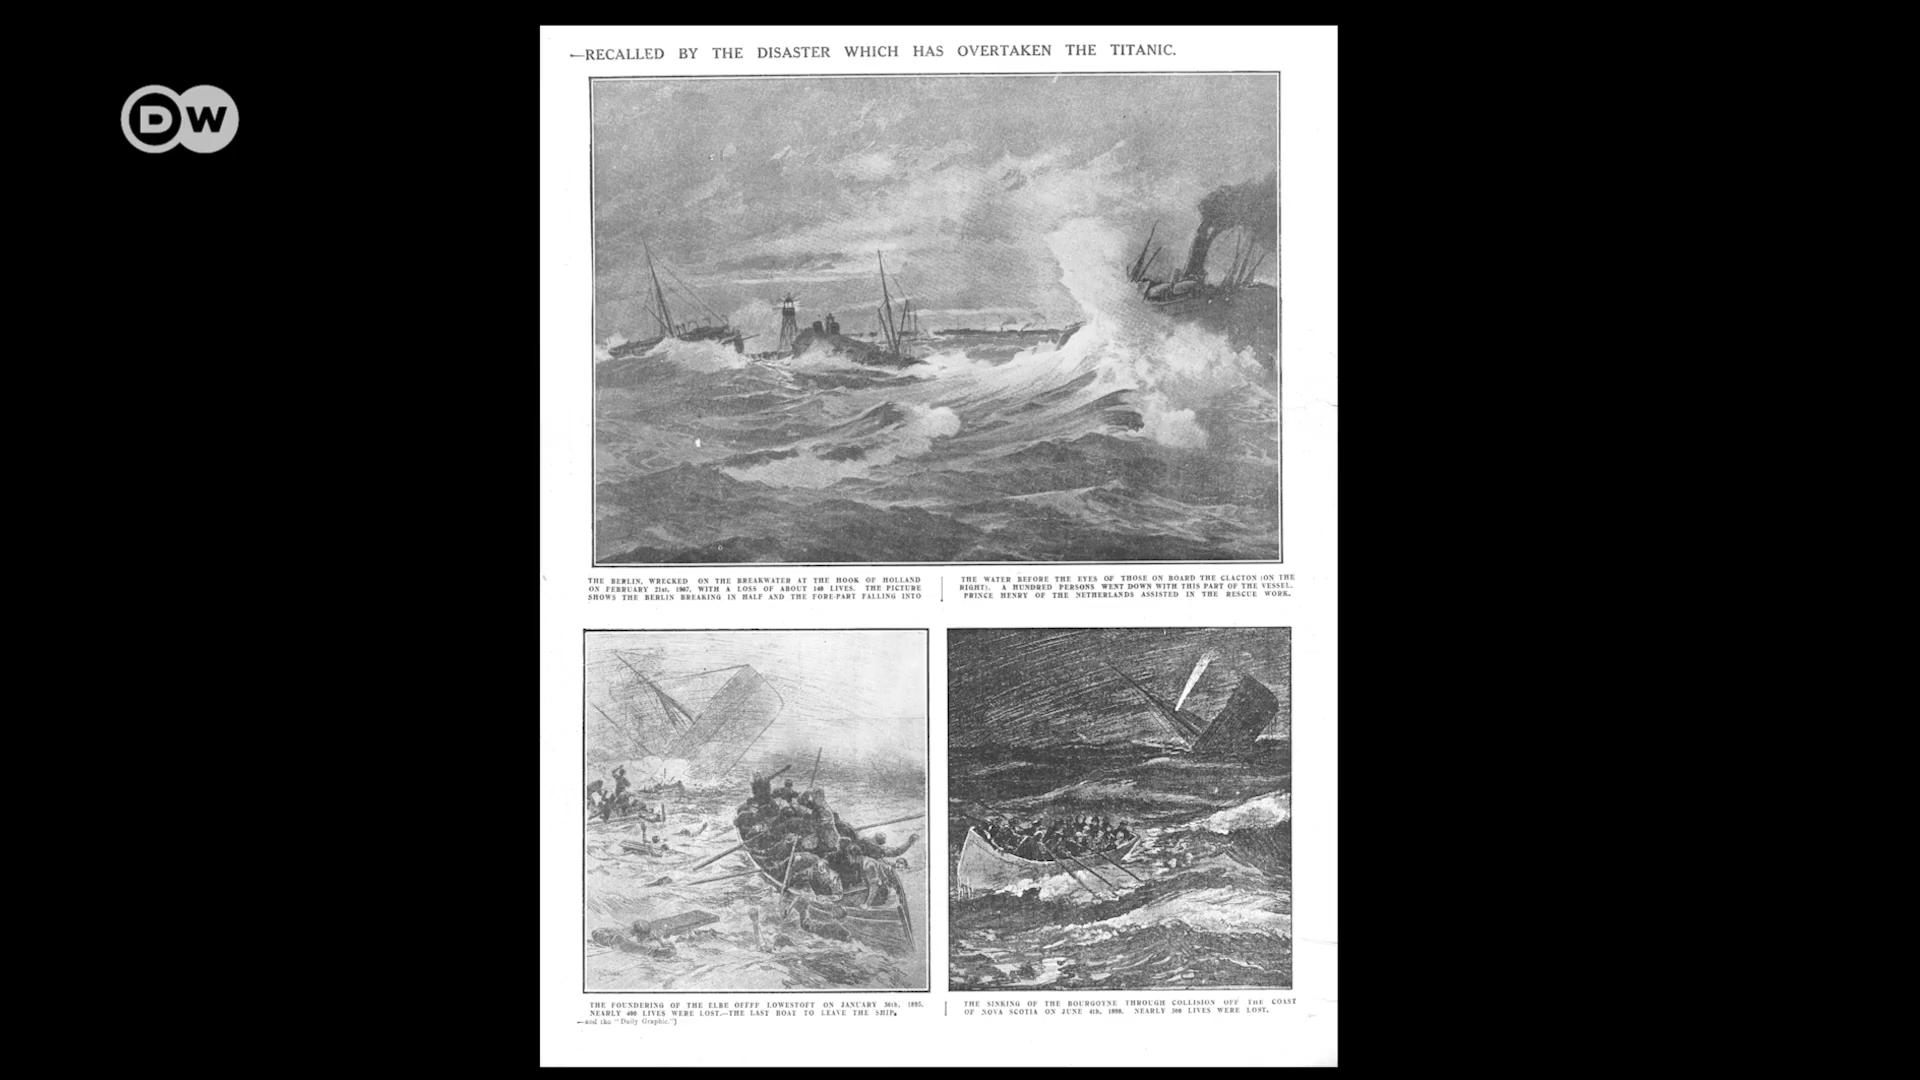 DW
—RECALLED BY THE DISASTER WHICH HAS OVERTAKEN THE TITANIC.
THE BERLIN, WRECKED ON THE BREAKWATER AT THE HOOK OF HOLLAND
ON FEBRUARY 21st, 1907, WITH A LOSS OF ABOUT 140 LIVES. THE PICTURE
SHOWS THE BERLIN BREAKING IN HALF AND THE FORE-PART FALLING INTO
THE WATER BEFORE THE EYES OF THOSE ON BOARD THE CLACTON (ON THE
RIGHT). A HUNDRED PERSONS WENT DOWN WITH THIS PART OF THE VESSEL.
PRINCE HENRY OF THE NETHERLANDS ASSISTED IN THE RESCUE WORK.
THE FOUNDERING OF THE ELBE OFFFF LOWESTOFT ON JANUARY 30th, 1895.
NEARLY 400 LIVES WERE LOST.—THE LAST BOAT TO LEAVE THE SHIP.
—and the "Daily Graphic."]
THE SINKING OF THE BOURGOYNE THROUGH COLLISION OFF THE COAST
OF NOVA SCOTIA ON JUNE 4th, 1898. NEARLY 500 LIVES WERE LOST.